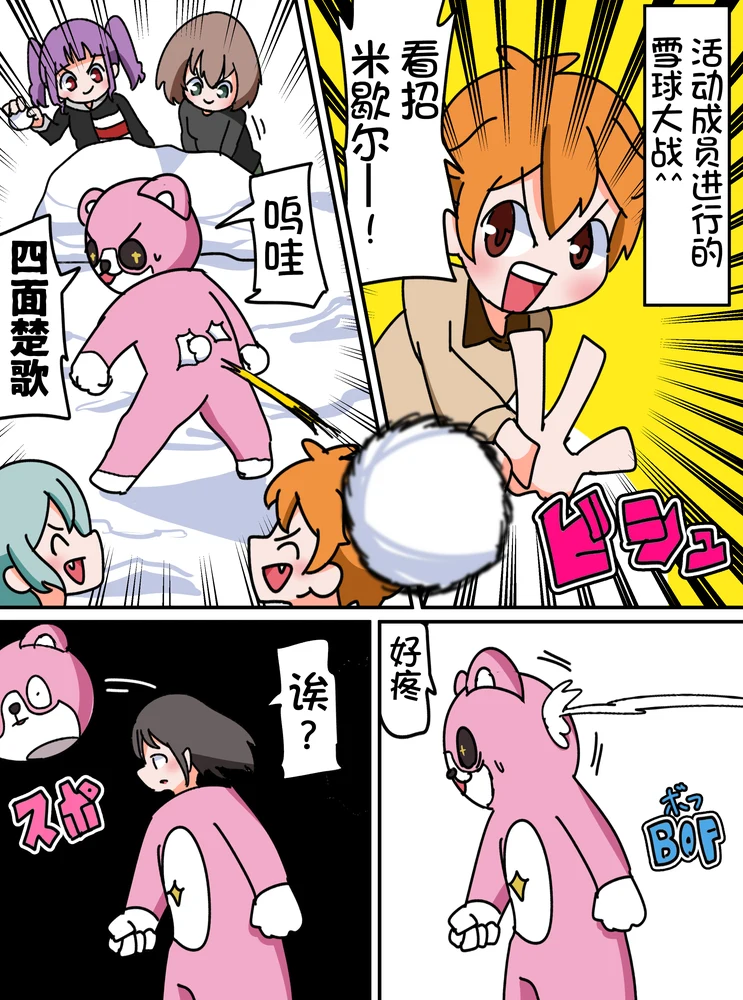 活动成员进行的
雪球大战^^
看招
米歇尔—！
ビシュ
呜哇
四面楚歌
好疼
ボフ
BOF
诶？
スポ